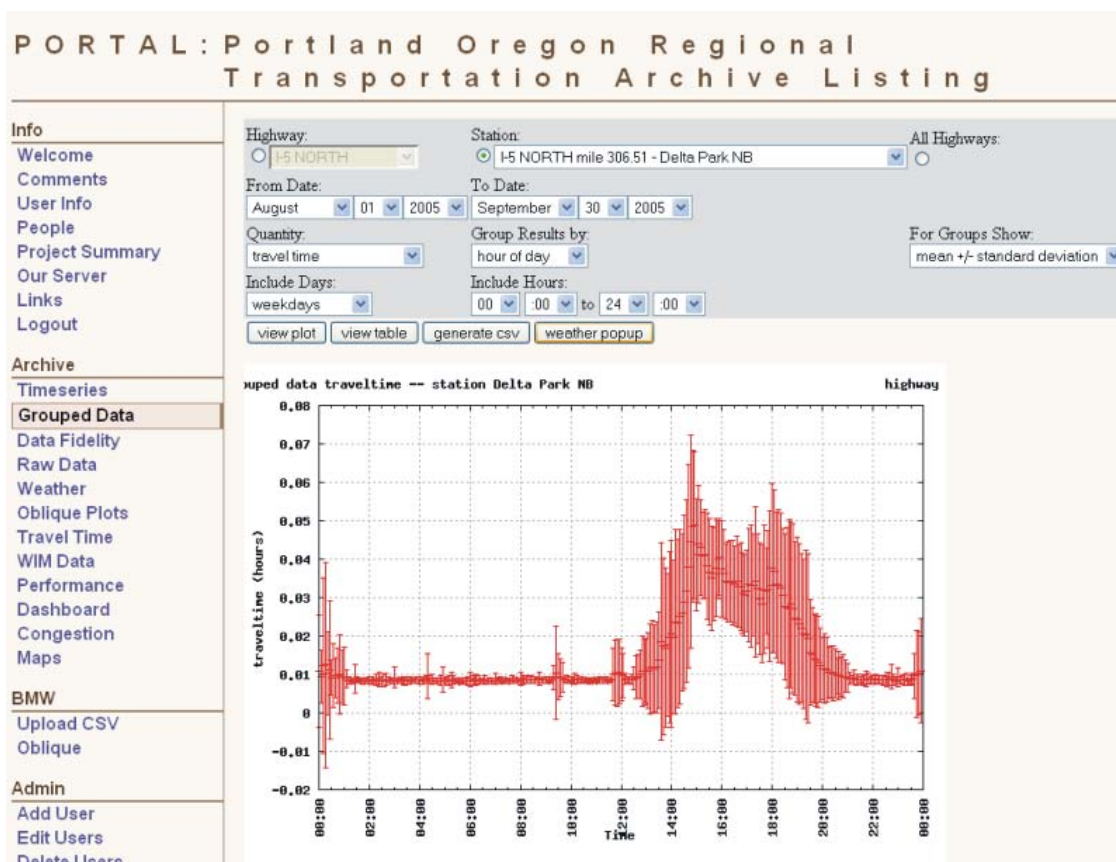 PORTAL: Portland Oregon Regional
Transportation Archive Listing
Info
Welcome
Comments
User Info
People
Project Summary
Our Server
Links
Logout
Archive
Timeseries
Grouped Data
Data Fidelity
Raw Data
Weather
Oblique Plots
Travel Time
WIM Data
Performance
Dashboard
Congestion
Maps
BMW
Upload CSV
Oblique
Admin
Add User
Edit Users
Delete Users
Highway: Station: All Highways:
I-5 NORTH I-5 NORTH mile 306.51 - Delta Park NB
From Date: To Date:
August 01 2005 September 30 2005
Quantity: Group Results by: For Groups Show:
travel time hour of day mean +/- standard deviation
Include Days: Include Hours:
weekdays 00 :00 to 24 :00
view plot view table generate csv weather popup
ouped data traveltime -- station Delta Park NB highway
0.08
0.07
0.06
0.05
0.04
0.03
0.02
0.01
0
-0.01
-0.02
traveltime (hours)
00:00 02:00 04:00 06:00 08:00 10:00 12:00 14:00 16:00 18:00 20:00 22:00 00:00
Time